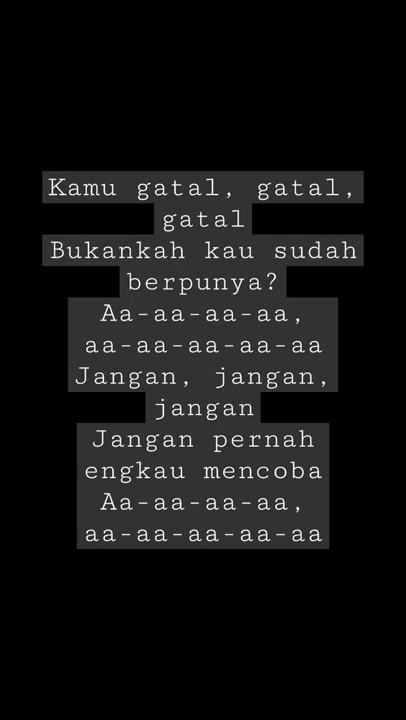 Kamu gatal, gatal,
gatal
Bukankah kau sudah
berpunya?
Aa-aa-aa-aa,
aa-aa-aa-aa-aa
Jangan, jangan,
jangan
Jangan pernah
engkau mencoba
Aa-aa-aa-aa,
aa-aa-aa-aa-aa